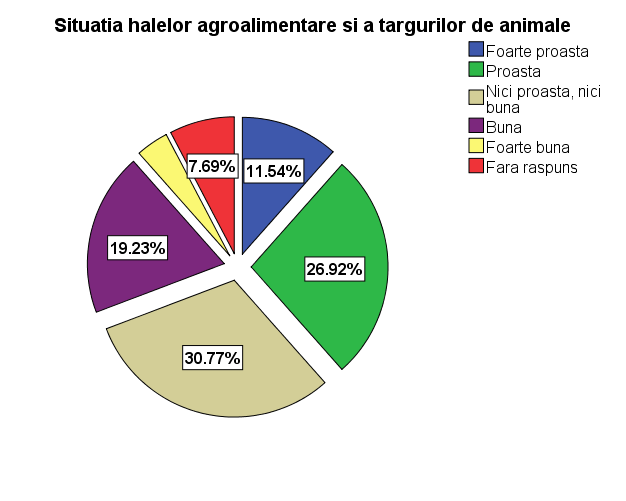 Situatia halelor agroalimentare si a targurilor de animale
Foarte proasta
Proasta
Nici proasta, nici
buna
Buna
Foarte buna
Fara raspuns
7.69%
11.54%
19.23%
26.92%
30.77%